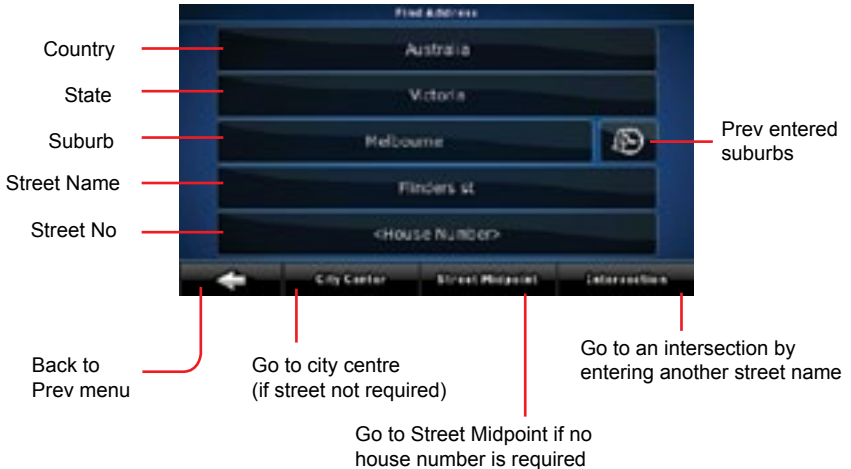 Find Address
Country
Australia
State
Victoria
Suburb
Melbourne
Prev entered
suburbs
Street Name
Flinders st
Street No
<House Number>
City Center
Street Midpoint
Intersection
Back to
Prev menu
Go to city centre
(if street not required)
Go to an intersection by
entering another street name
Go to Street Midpoint if no
house number is required